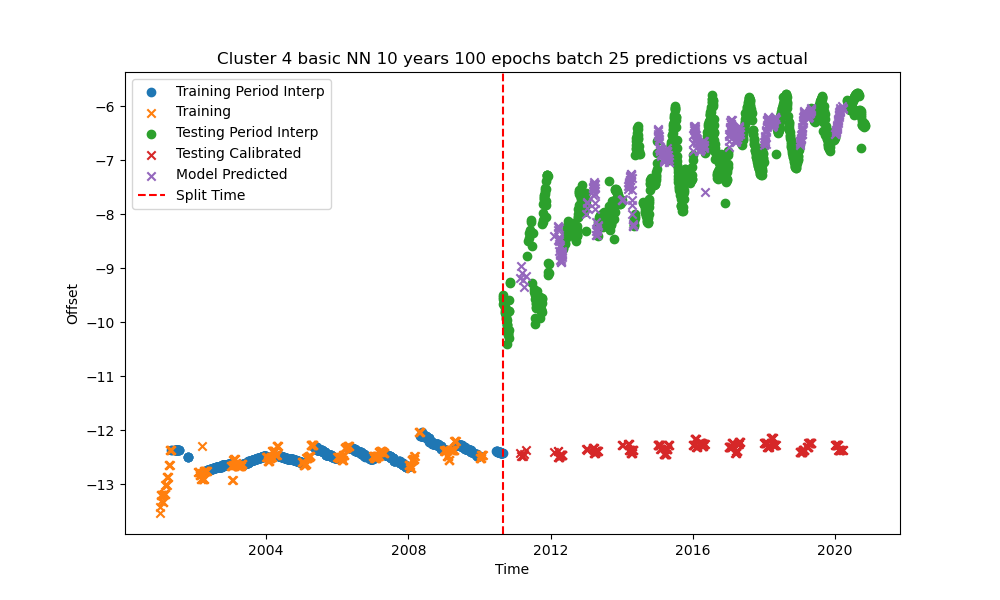 Cluster 4 basic NN 10 years 100 epochs batch 25 predictions vs actual
Training Period Interp
Training
Testing Period Interp
Testing Calibrated
Model Predicted
Split Time
−6
−7
−8
−9
−10
−11
−12
−13
Offset
2004
2008
2012
2016
2020
Time